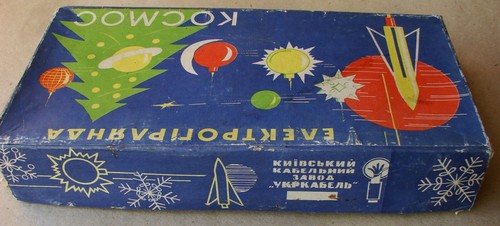 КОСМОС
ЕЛЕКТРОГІРЛЯНДА
КИЇВСЬКИЙ
КАБЕЛЬНИЙ
ЗАВОД
„УКРКАБЕЛЬ"